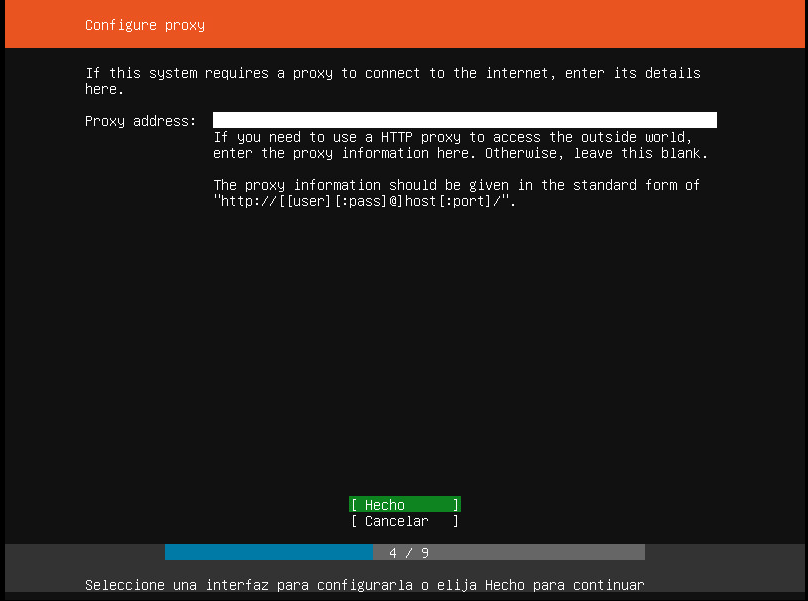 Configure proxy
If this system requires a proxy to connect to the internet, enter its details
here.
Proxy address:
If you need to use a HTTP proxy to access the outside world,
enter the proxy information here. Otherwise, leave this blank.
The proxy information should be given in the standard form of
"http://[[user][:pass]@]host[:port]/".
[ Hecho ]
[ Cancelar ]
4 / 9
Seleccione una interfaz para configurarla o elija Hecho para continuar